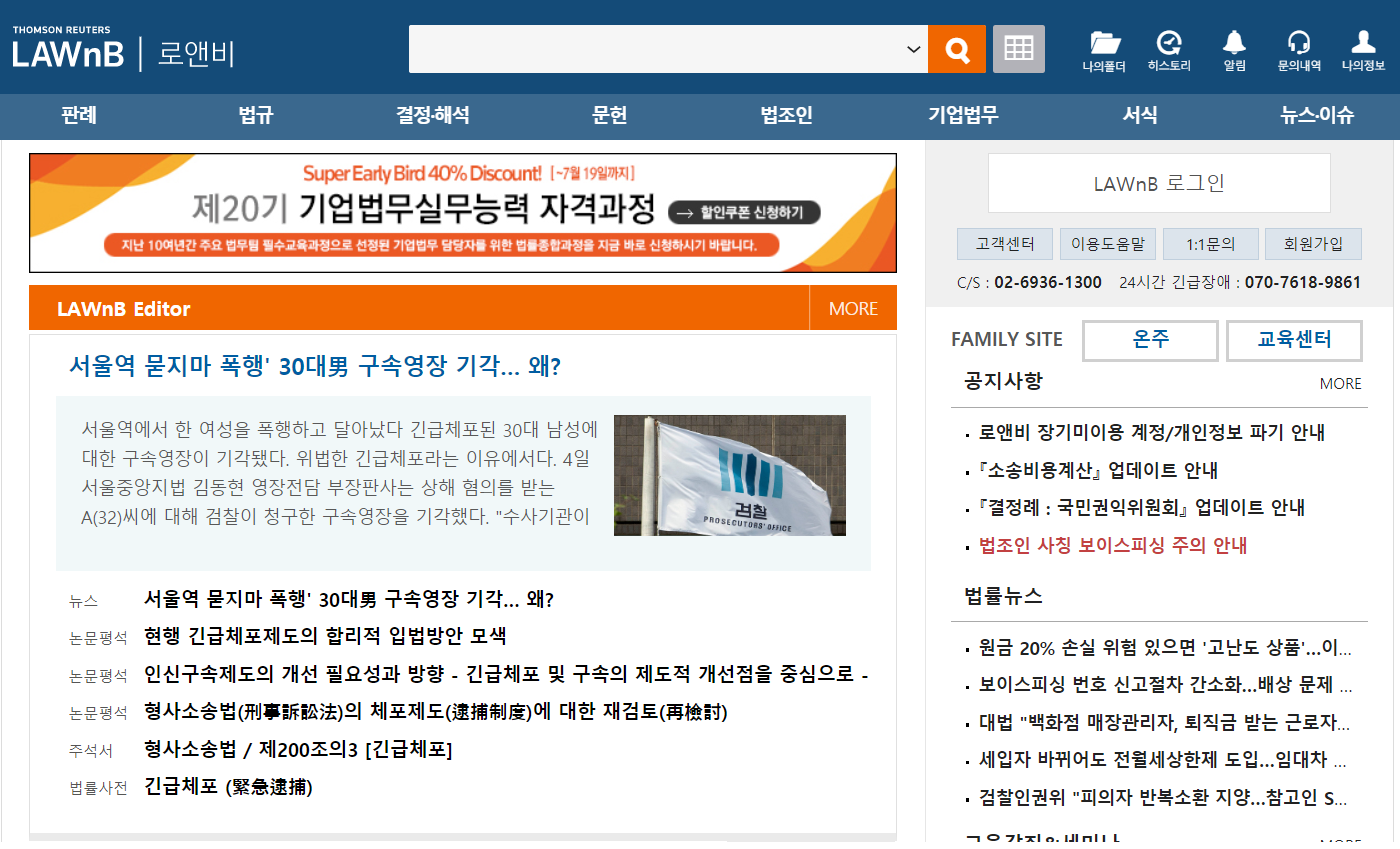 THOMSON REUTERS
LAWnB 로앤비
나의폴더 히스토리 알림 문의내역 나의정보
판례 법규 결정·해석 문헌 법조인 기업법무 서식 뉴스·이슈
Super Early Bird 40% Discount! [~7월 19일까지]
제20기 기업법무실무능력 자격과정 → 할인쿠폰 신청하기
지난 10여년간 주요 법무팀 필수교육과정으로 선정된 기업법무 담당자를 위한 법률종합과정을 지금 바로 신청하시기 바랍니다.
LAWnB Editor MORE
서울역 묻지마 폭행' 30대男 구속영장 기각... 왜?
서울역에서 한 여성을 폭행하고 달아났다 긴급체포된 30대 남성에
대한 구속영장이 기각됐다. 위법한 긴급체포라는 이유에서다. 4일
서울중앙지법 김동현 영장전담 부장판사는 상해 혐의를 받는
A(32)씨에 대해 검찰이 청구한 구속영장을 기각했다. "수사기관이
검찰
PROSECUTORS' OFFICE
뉴스 서울역 묻지마 폭행' 30대男 구속영장 기각... 왜?
논문평석 현행 긴급체포제도의 합리적 입법방안 모색
논문평석 인신구속제도의 개선 필요성과 방향 - 긴급체포 및 구속의 제도적 개선점을 중심으로 -
논문평석 형사소송법(刑事訴訟法)의 체포제도(逮捕制度)에 대한 재검토(再檢討)
주석서 형사소송법 / 제200조의3 [긴급체포]
법률사전 긴급체포 (緊急逮捕)
LAWnB 로그인
고객센터 이용도움말 1:1문의 회원가입
C/S : 02-6936-1300 24시간 긴급장애 : 070-7618-9861
FAMILY SITE 온주 교육센터
공지사항 MORE
로앤비 장기미이용 계정/개인정보 파기 안내
『소송비용계산』 업데이트 안내
『결정례 : 국민권익위원회』 업데이트 안내
법조인 사칭 보이스피싱 주의 안내
법률뉴스
원금 20% 손실 위험 있으면 '고난도 상품'...이...
보이스피싱 번호 신고절차 간소화...배상 문제 ...
대법 "백화점 매장관리자, 퇴직금 받는 근로자...
세입자 바뀌어도 전월세상한제 도입...임대차 ...
검찰인권위 "피의자 반복소환 지양...참고인 S...